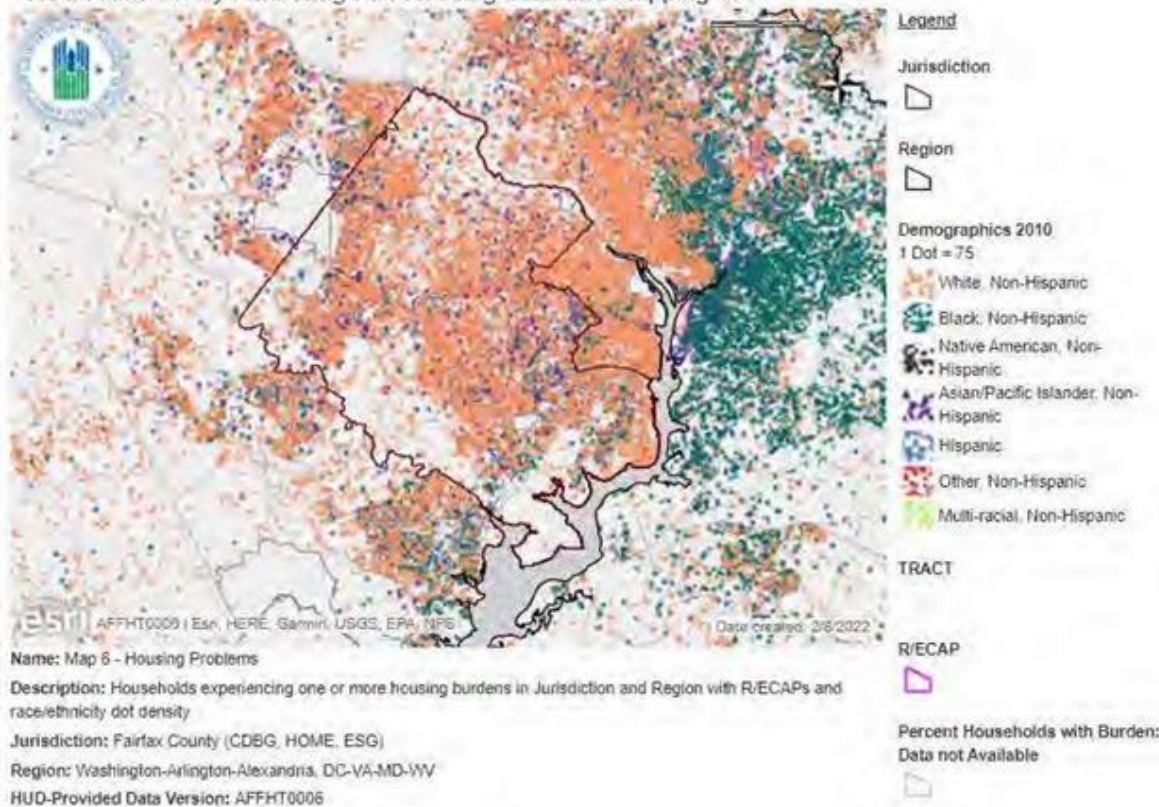 Legend
Jurisdiction
Region
Demographics 2010
1 Dot = 75
White, Non-Hispanic
Black, Non-Hispanic
Native American, Non-
Hispanic
Asian/Pacific Islander, Non-
Hispanic
Hispanic
Other, Non-Hispanic
Multi-racial, Non-Hispanic
TRACT
R/ECAP
Percent Households with Burden:
Data not Available
esri
AFFHT0006 | Esri, HERE, Garmin, USGS, EPA, NPS
Date created: 2/8/2022
Name: Map 6 - Housing Problems
Description: Households experiencing one or more housing burdens in Jurisdiction and Region with R/ECAPs and
race/ethnicity dot density
Jurisdiction: Fairfax County (CDBG, HOME, ESG)
Region: Washington-Arlington-Alexandria, DC-VA-MD-WV
HUD-Provided Data Version: AFFHT0006